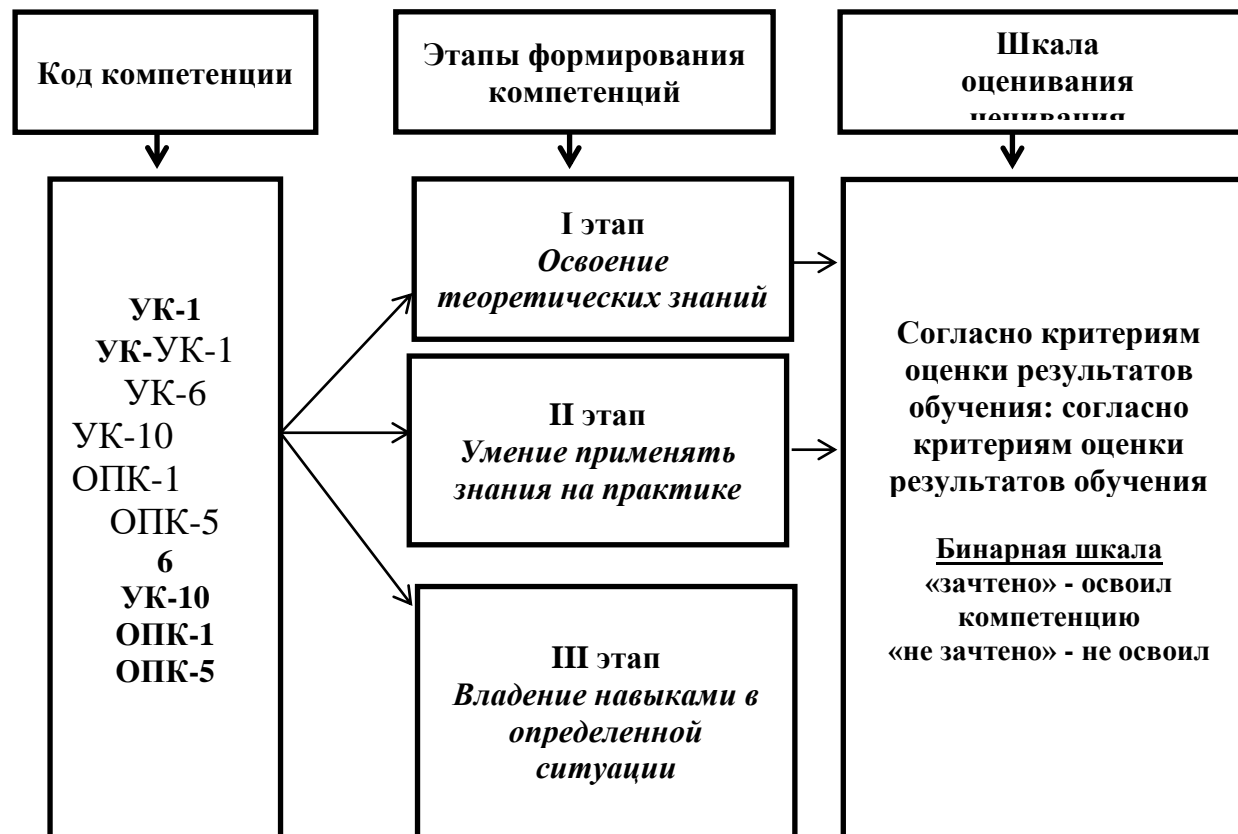 Код компетенции
Этапы формирования
компетенций
Шкала
оценивания
ценивания
УК-1
УК-УК-1
УК-6
УК-10
ОПК-1
ОПК-5
6
УК-10
ОПК-1
ОПК-5
I этап
Освоение
теоретических знаний
II этап
Умение применять
знания на практике
III этап
Владение навыками в
определенной
ситуации
Согласно критериям
оценки результатов
обучения: согласно
критериям оценки
результатов обучения
Бинарная шкала
«зачтено» - освоил
компетенцию
«не зачтено» - не освоил